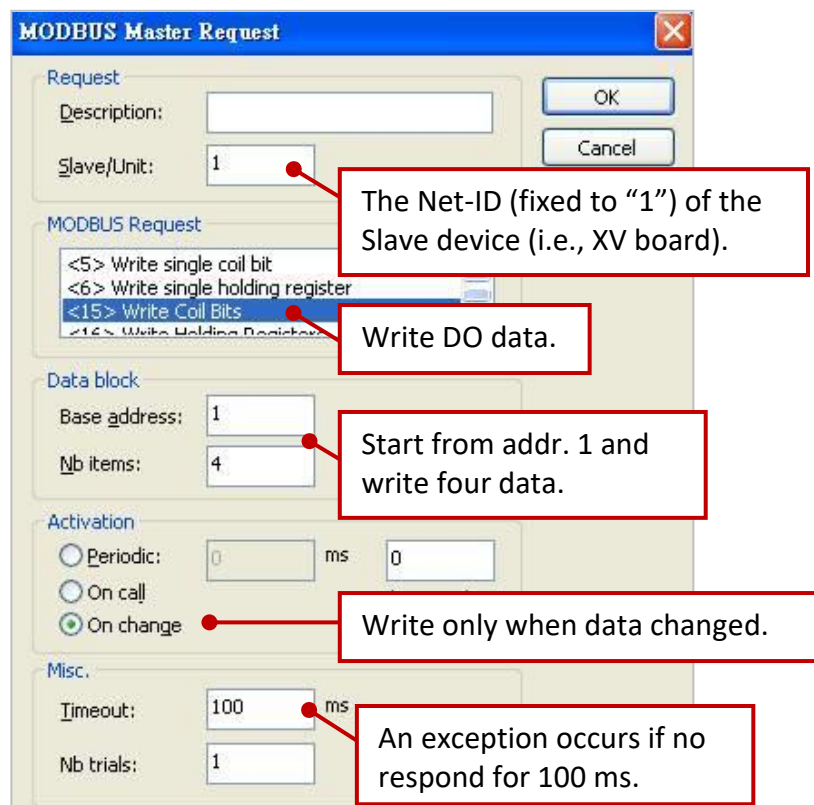 MODBUS Master Request
Request
Description:
OK
Slave/Unit: 1
Cancel
The Net-ID (fixed to “1”) of the
Slave device (i.e., XV board).
MODBUS Request
<5> Write single coil bit
<6> Write single holding register
<15> Write Coil Bits
<16> Write Holding Registers
Write DO data.
Data block
Base address: 1
Nb items: 4
Start from addr. 1 and
write four data.
Activation
Periodic: 0 ms 0
On call
On change
Write only when data changed.
Misc.
Timeout: 100 ms
Nb trials: 1
An exception occurs if no
respond for 100 ms.